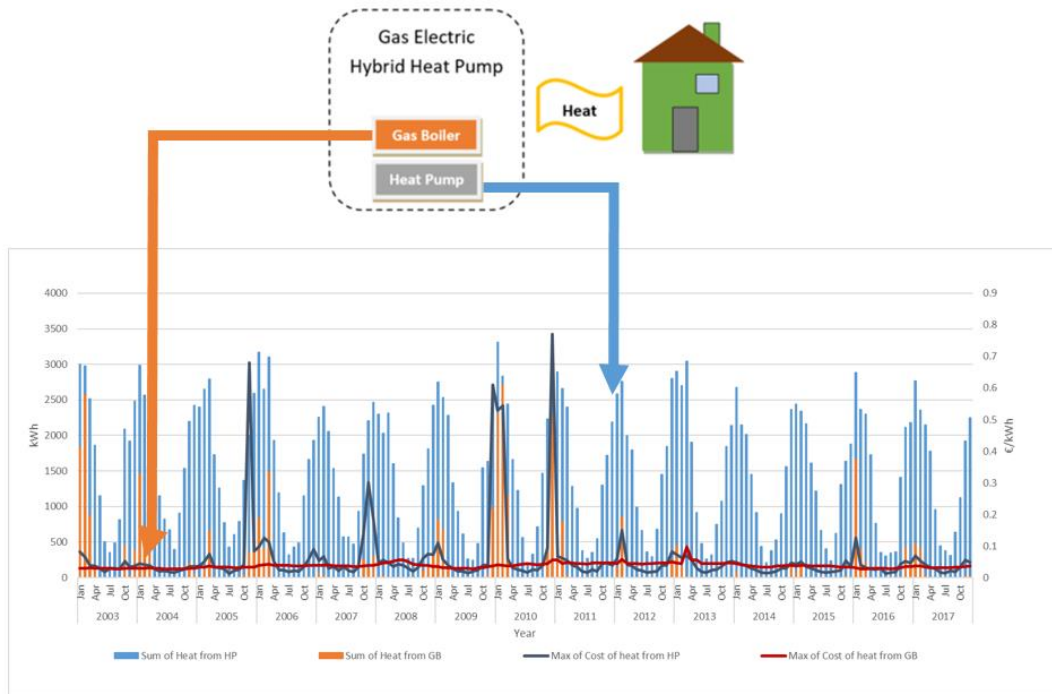 Gas Electric
Hybrid Heat Pump
Gas Boiler
Heat Pump
Heat
4000 0.9
3500 0.8
3000 0.7
2500 0.6
2000 0.5
1500 0.4
1000 0.3
500 0.2
0 0.1
0
kWh
€/kWh
Jan Apr Jul Oct Jan Apr Jul Oct Jan Apr Jul Oct Jan Apr Jul Oct Jan Apr Jul Oct Jan Apr Jul Oct Jan Apr Jul Oct Jan Apr Jul Oct Jan Apr Jul Oct Jan Apr Jul Oct Jan Apr Jul Oct Jan Apr Jul Oct Jan Apr Jul Oct Jan Apr Jul Oct Jan Apr Jul Oct
2003 2004 2005 2006 2007 2008 2009 2010 2011 2012 2013 2014 2015 2016 2017
Year
Sum of Heat from HP Sum of Heat from GB Max of Cost of heat from HP Max of Cost of heat from GB